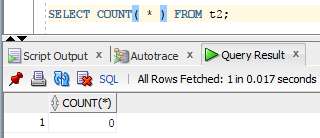 SELECT COUNT( * ) FROM t2;
Script Output × Autotrace × Query Result ×
SQL | All Rows Fetched: 1 in 0.017 seconds
COUNT(*)
1 0